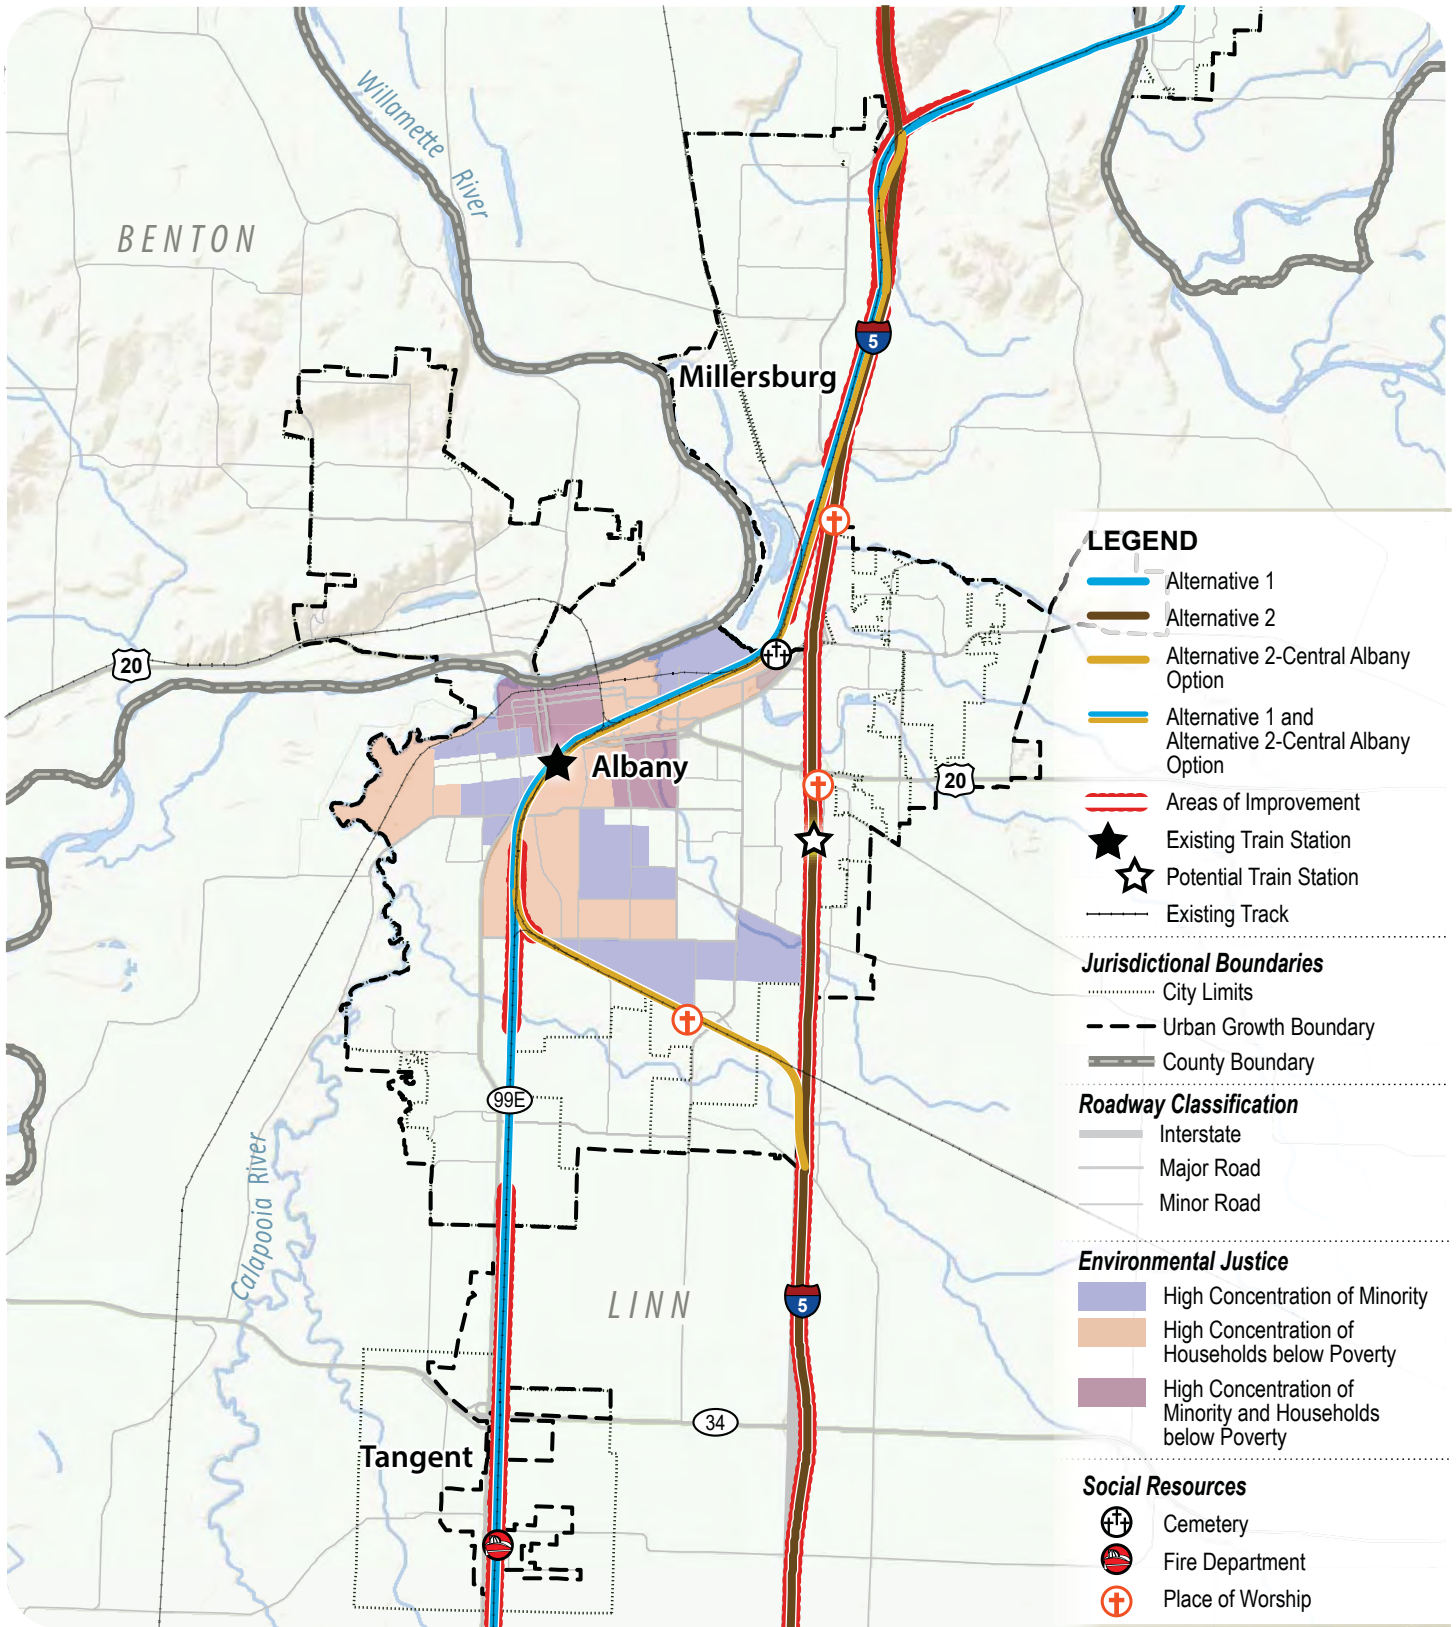 Willamette
River
BENTON
5
Millersburg
20
Albany
20
99E
Calapooia River
LINN
5
34
Tangent
LEGEND
Alternative 1
Alternative 2
Alternative 2-Central Albany
Option
Alternative 1 and
Alternative 2-Central Albany
Option
Areas of Improvement
Existing Train Station
Potential Train Station
Existing Track
Jurisdictional Boundaries
City Limits
Urban Growth Boundary
County Boundary
Roadway Classification
Interstate
Major Road
Minor Road
Environmental Justice
High Concentration of Minority
High Concentration of
Households below Poverty
High Concentration of
Minority and Households
below Poverty
Social Resources
Cemetery
Fire Department
Place of Worship